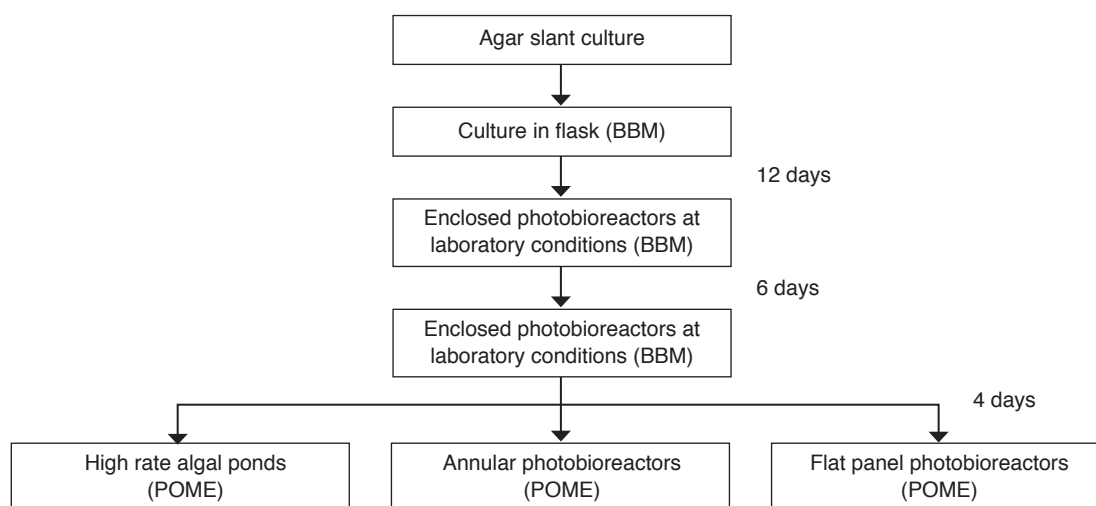 Agar slant culture
Culture in flask (BBM)
12 days
Enclosed photobioreactors at
laboratory conditions (BBM)
6 days
Enclosed photobioreactors at
laboratory conditions (BBM)
4 days
High rate algal ponds
(POME)
Annular photobioreactors
(POME)
Flat panel photobioreactors
(POME)